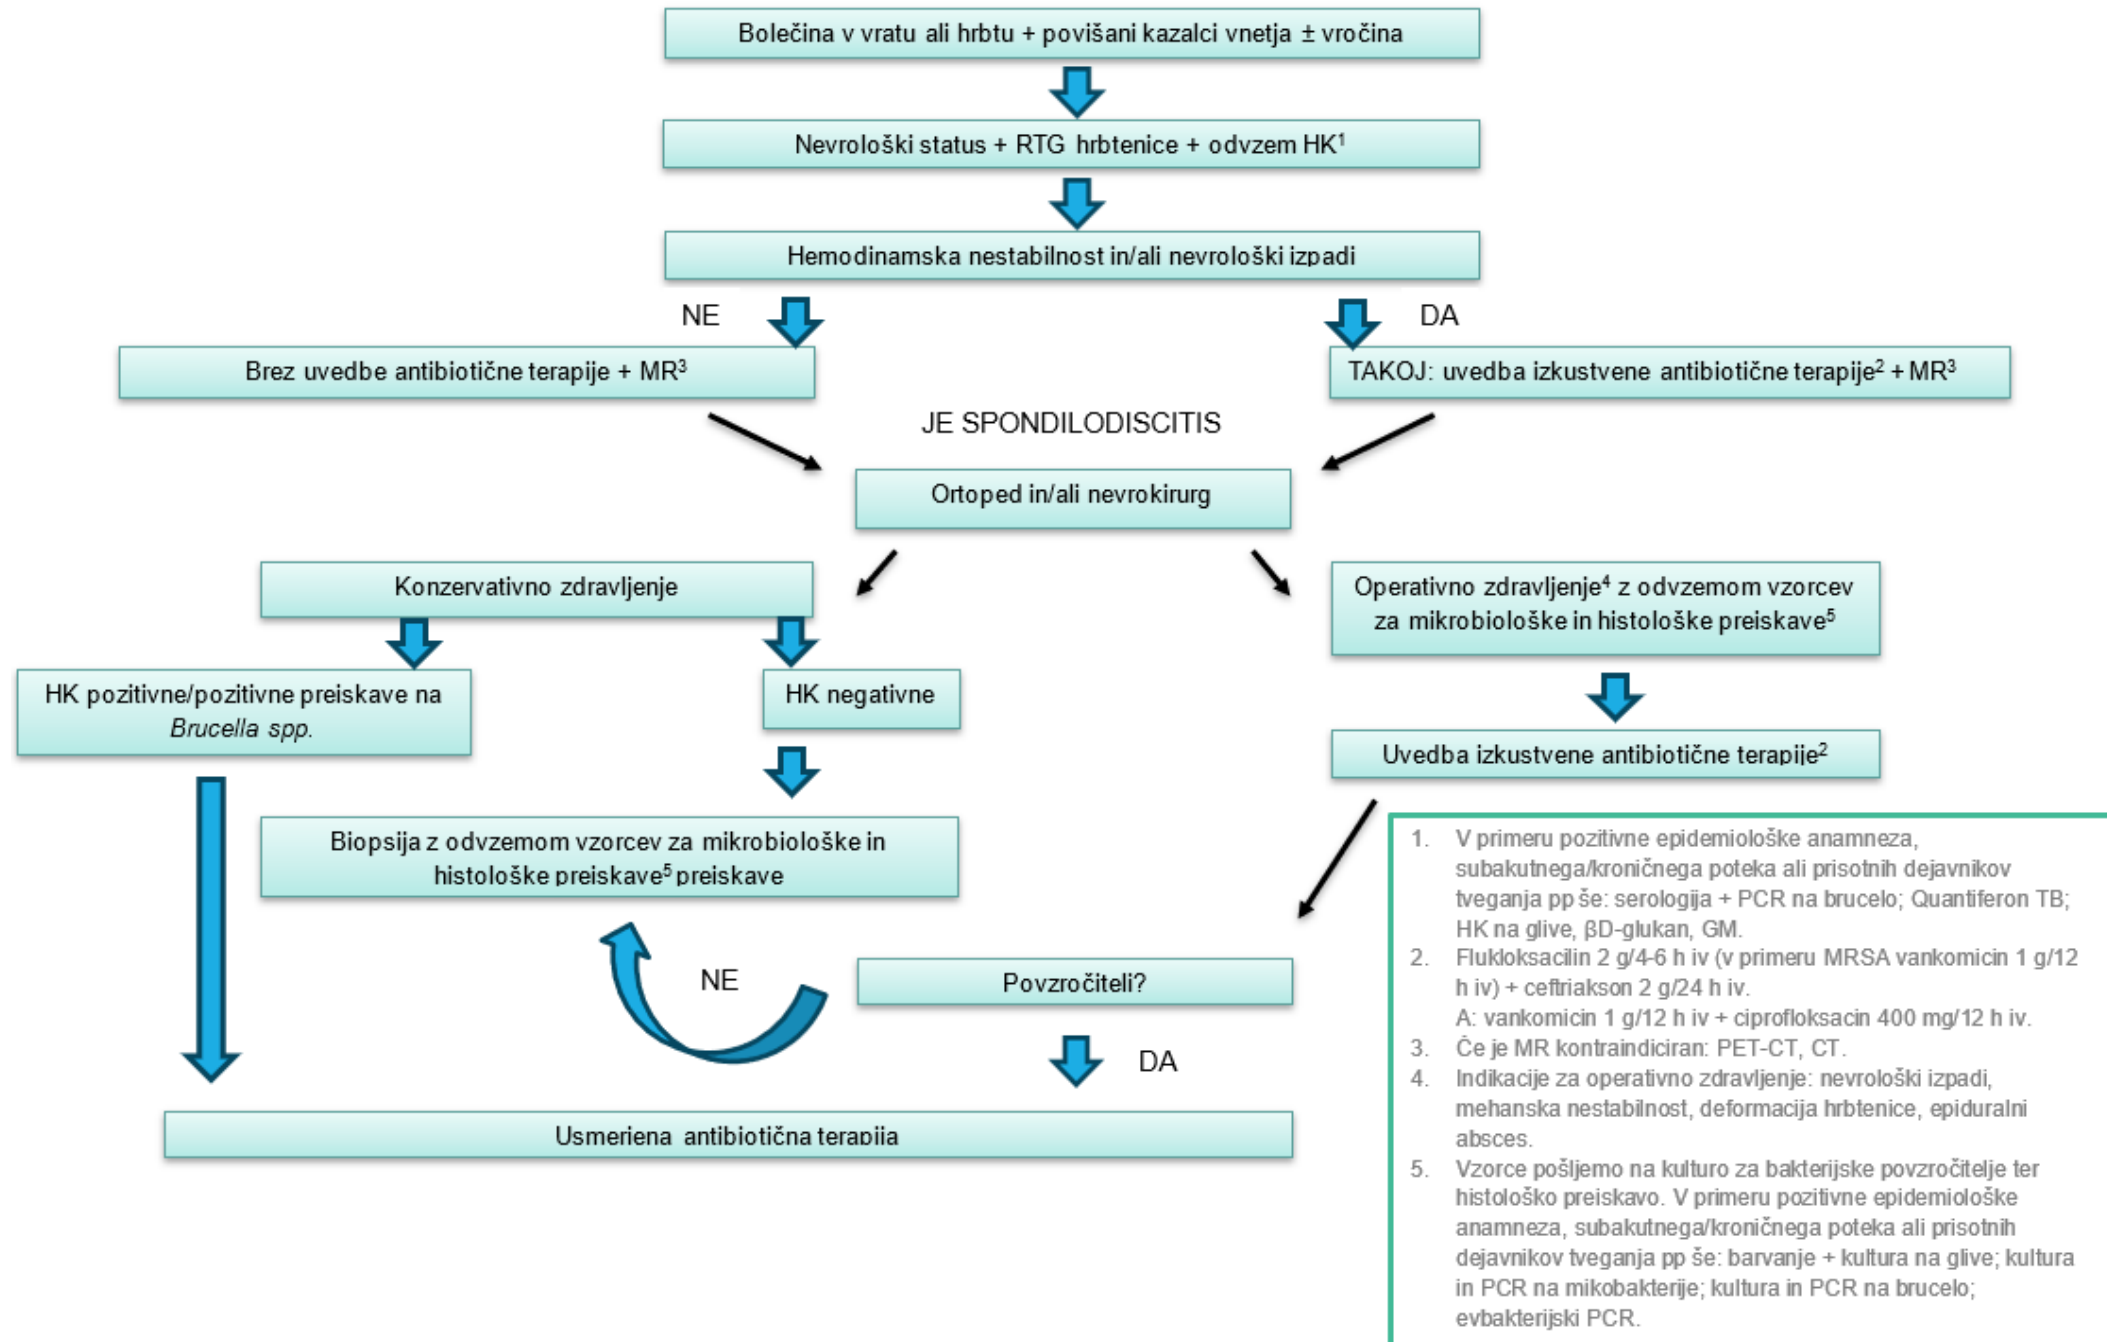 Bolečina v vratu ali hrbtu + povišani kazalci vnetja ± vročina
Nevrološki status + RTG hrbtenice + odvzem HK¹
Hemodinamska nestabilnost in/ali nevrološki izpadi
NE
DA
Brez uvedbe antibiotične terapije + MR³
TAKOJ: uvedba izkustvene antibiotične terapije² + MR³
JE SPONDILODISCITIS
Ortoped in/ali nevrokirurg
Konzervativno zdravljenje
Operativno zdravljenje⁴ z odvzemom vzorcev
za mikrobiološke in histološke preiskave⁵
HK pozitivne/pozitivne preiskave na
Brucella spp.
HK negativne
Uvedba izkustvene antibiotične terapije²
Biopsija z odvzemom vzorcev za mikrobiološke in
histološke preiskave⁵ preiskave
NE
Povzročitelj?
DA
Usmerjena antibiotična terapija
1. V primeru pozitivne epidemiološke anamneza,
subakutnega/kroničnega poteka ali prisotnih dejavnikov
tveganja pp še: serologija + PCR na brucelo; Quantiferon TB;
HK na glive, βD-glukan, GM.
2. Flukloksacilin 2 g/4-6 h iv (v primeru MRSA vankomicin 1 g/12
h iv) + ceftriakson 2 g/24 h iv.
A: vankomicin 1 g/12 h iv + ciprofloksacin 400 mg/12 h iv.
3. Če je MR kontraindiciran: PET-CT, CT.
4. Indikacije za operativno zdravljenje: nevrološki izpadi,
mehanska nestabilnost, deformacija hrbtenice, epiduralni
absces.
5. Vzorce pošljemo na kulturo za bakterijske povzročitelje ter
histološko preiskavo. V primeru pozitivne epidemiološke
anamneza, subakutnega/kroničnega poteka ali prisotnih
dejavnikov tveganja pp še: barvanje + kultura na glive; kultura
in PCR na mikobakterije; kultura in PCR na brucelo;
evbakterijski PCR.